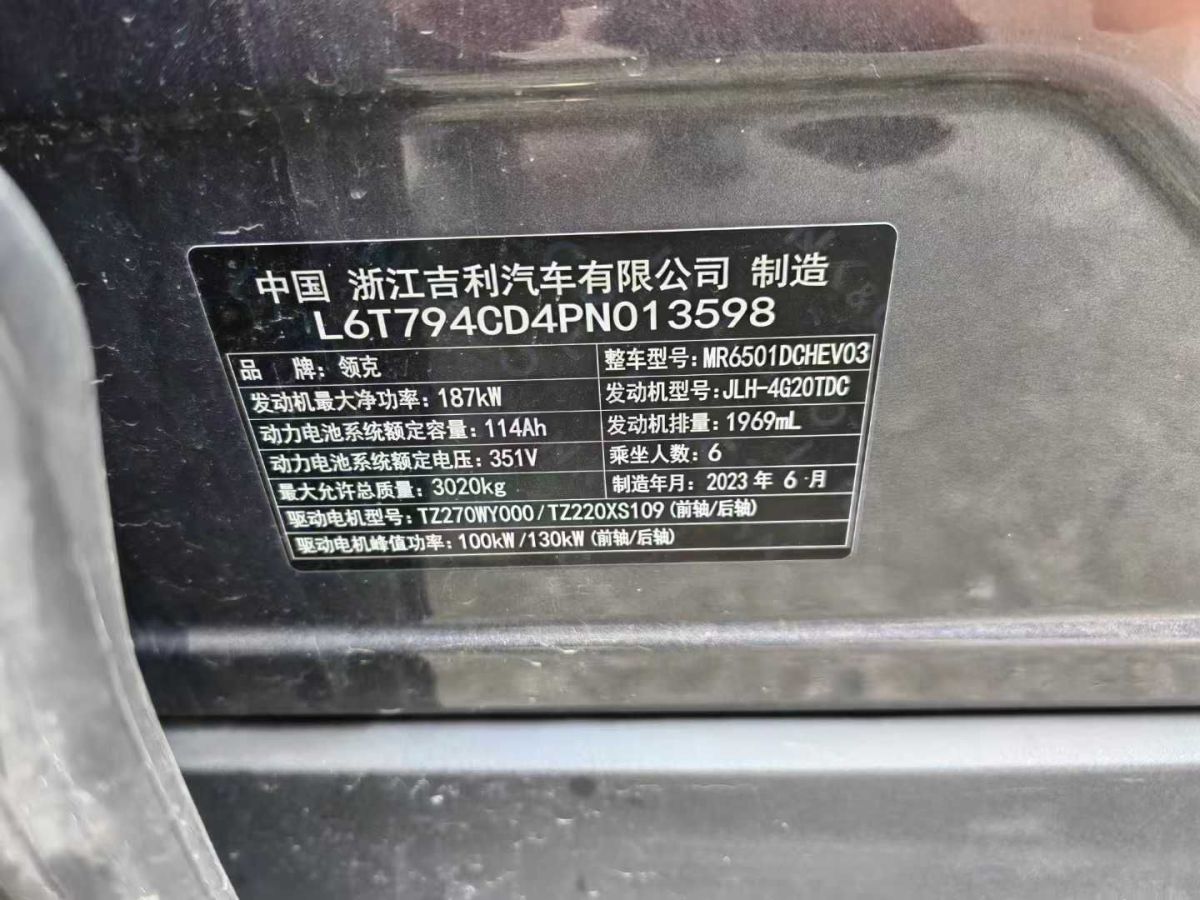 中国 浙江吉利汽车有限公司 制造
L6T794CD4PN013598
品 牌: 领克 整车型号: MR6501DCHEV03
发动机最大净功率: 187kW 发动机型号: JLH-4G20TDC
动力电池系统额定容量: 114Ah 发动机排量: 1969mL
动力电池系统额定电压: 351V 乘坐人数: 6
最大允许总质量: 3020kg 制造年月: 2023 年 6 月
驱动电机型号: TZ270WY000/TZ220XS109(前轴/后轴)
驱动电机峰值功率: 100kW/130kW(前轴/后轴)